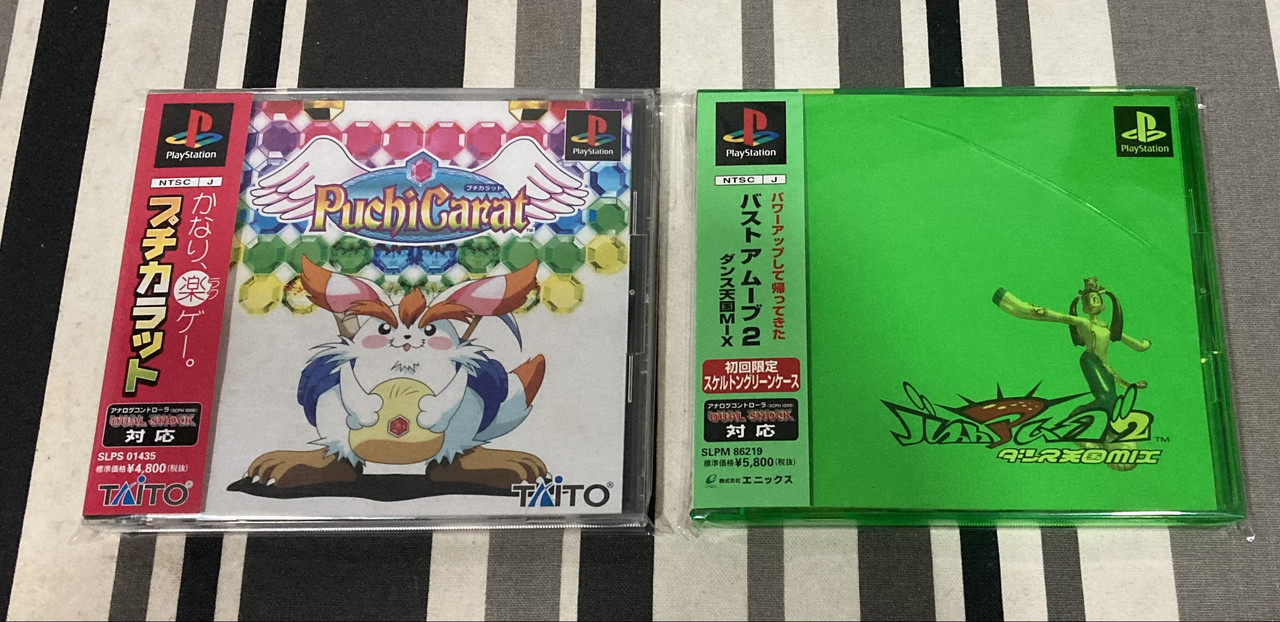 PlayStation
NTSC J
かなり、楽ゲー。
ラク
プチカラット
アナログコントローラ(SCPH 1200)
DUAL SHOCK
対応
SLPS 01435
標準価格¥4,800(税抜)
TAITO®
PlayStation
プチカラット
PuchiCarat™
TAITO®
PlayStation
NTSC J
パワーアップして帰ってきた
バスト ア ムーブ 2
ダンス天国MIX
初回限定
スケルトングリーンケース
アナログコントローラ(SCPH 1200)
DUAL SHOCK
対応
SLPM 86219
標準価格¥5,800(税抜)
株式会社エニックス
PlayStation
バストアムーブ2™
ダンス天国MIX